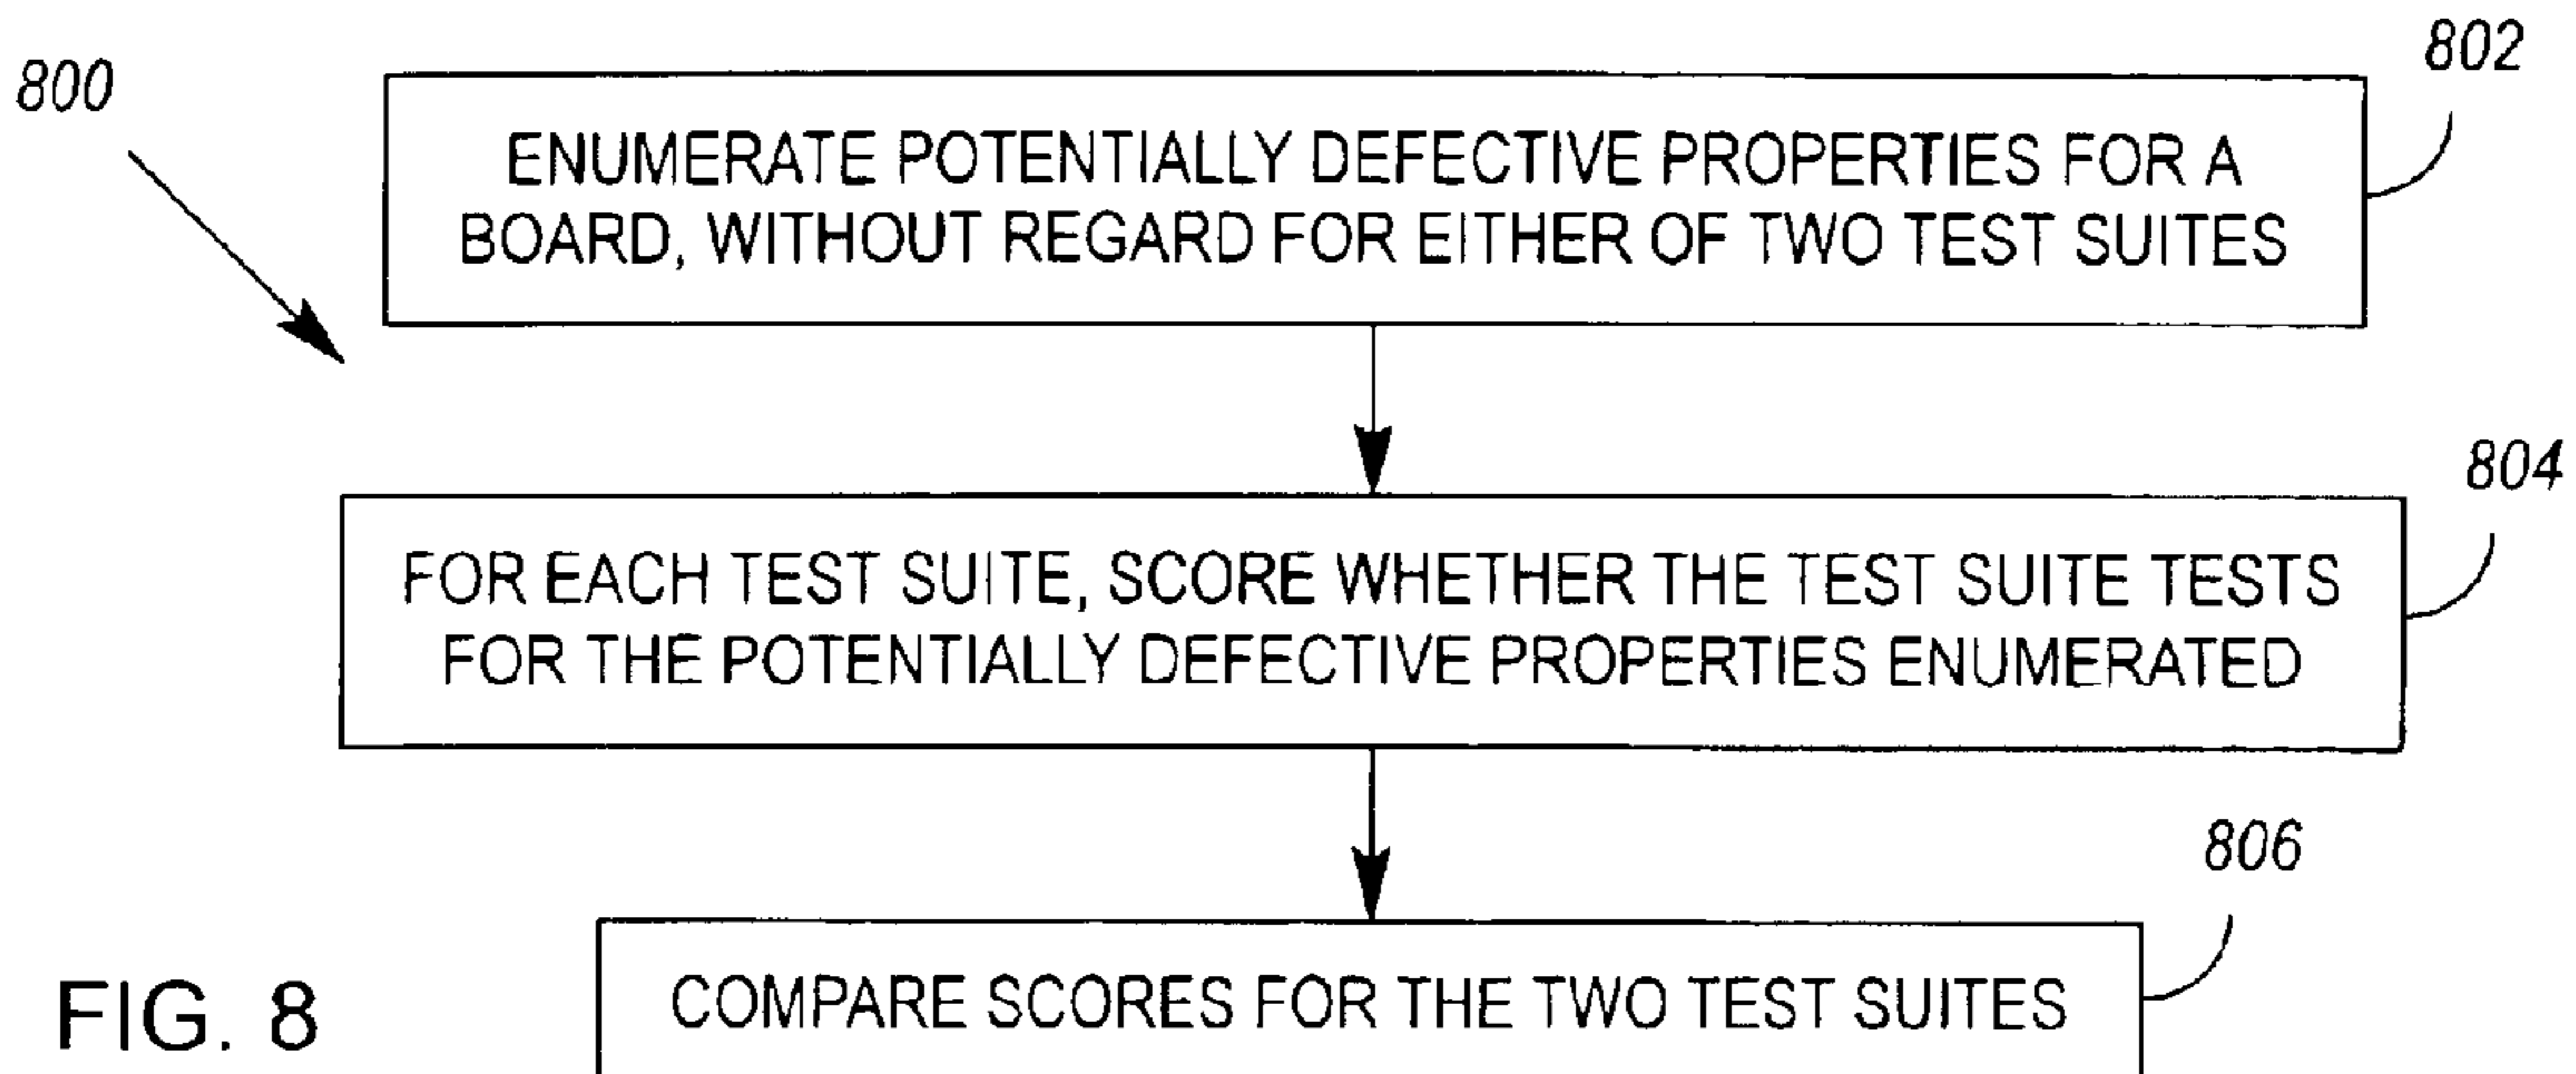 800
802
ENUMERATE POTENTIALLY DEFECTIVE PROPERTIES FOR A
BOARD, WITHOUT REGARD FOR EITHER OF TWO TEST SUITES
804
FOR EACH TEST SUITE, SCORE WHETHER THE TEST SUITE TESTS
FOR THE POTENTIALLY DEFECTIVE PROPERTIES ENUMERATED
806
COMPARE SCORES FOR THE TWO TEST SUITES
FIG. 8